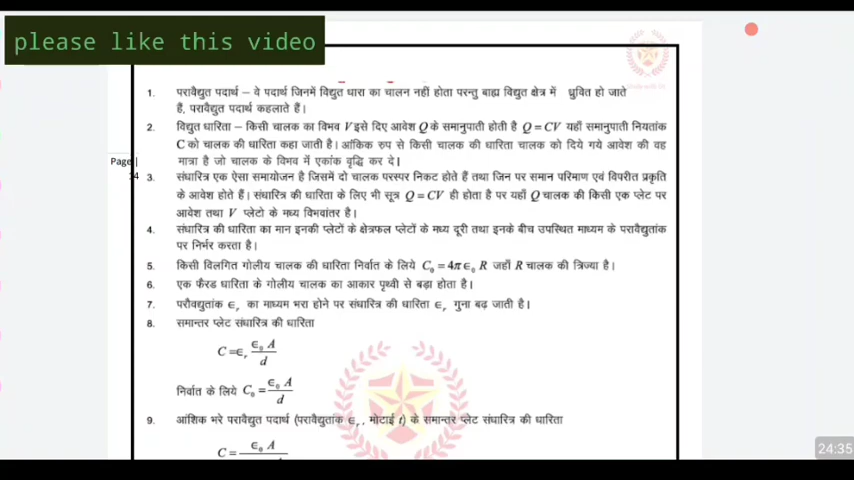 please like this video
1. परावैद्युत पदार्थ – वे पदार्थ जिनमें विद्युत धारा का चालन नहीं होता परन्तु बाह्य विद्युत क्षेत्र में ध्रुवित हो जाते
हैं, परावैद्युत पदार्थ कहलाते हैं।
2. विद्युत धारिता – किसी चालक का विभव V इसे दिए आवेश Q के समानुपाती होती है Q = CV यहाँ समानुपाती नियतांक
C को चालक की धारिता कहा जाती है। आंकिक रुप से किसी चालक की धारिता चालक को दिये गये आवेश की वह
Page | मात्रा है जो चालक के विभव में एकांक वृद्धि कर दे।
14 3. संधारित्र एक ऐसा समायोजन है जिसमें दो चालक परस्पर निकट होते हैं तथा जिन पर समान परिमाण एवं विपरीत प्रकृति
के आवेश होते हैं। संधारित्र की धारिता के लिए भी सूत्र Q = CV ही होता है पर यहाँ Q चालक की किसी एक प्लेट पर
आवेश तथा V प्लेटो के मध्य विभवांतर है।
4. संधारित्र की धारिता का मान इनकी प्लेटों के क्षेत्रफल प्लेटों के मध्य दूरी तथा इनके बीच उपस्थित माध्यम के परावैद्युतांक
पर निर्भर करता है।
5. किसी विलगित गोलीय चालक की धारिता निर्वात के लिये C₀ = 4π∈₀ R जहाँ R चालक की त्रिज्या है।
6. एक फैरड धारिता के गोलीय चालक का आकार पृथ्वी से बड़ा होता है।
7. परौवद्युतांक ∈ᵣ का माध्यम भरा होने पर संधारित्र की धारिता ∈ᵣ गुना बढ़ जाती है।
8. समान्तर प्लेट संधारित्र की धारिता
C =∈ᵣ ∈₀ A / d
निर्वात के लिये C₀ = ∈₀ A / d
9. आंशिक भरे परावैद्युत पदार्थ (परावैद्युतांक ∈ᵣ, मोटाई t) के समान्तर प्लेट संधारित्र की धारिता
C = ∈₀ A
24:35